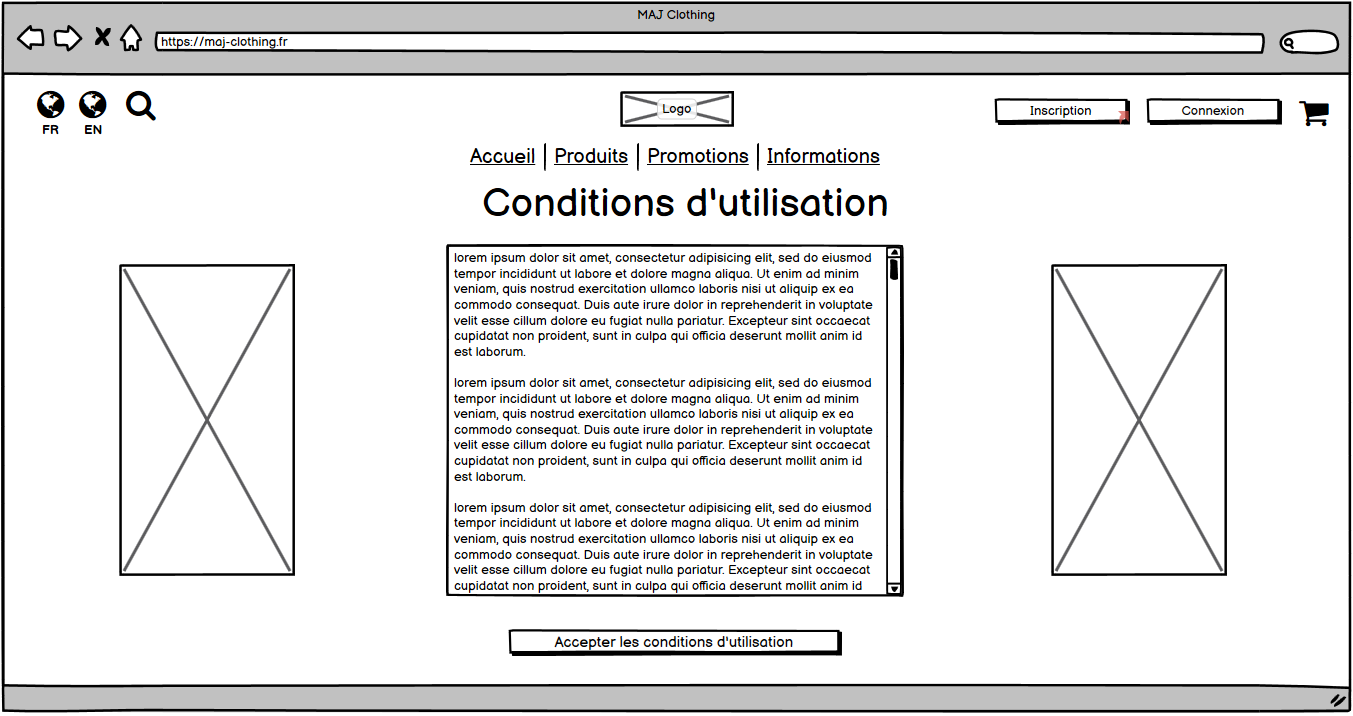 MAJ Clothing
https://maj-clothing.fr
FR
EN
Logo
Inscription
Connexion
Accueil
Produits
Promotions
Informations
Conditions d'utilisation
lorem ipsum dolor sit amet, consectetur adipisicing elit, sed do eiusmod
tempor incididunt ut labore et dolore magna aliqua. Ut enim ad minim
veniam, quis nostrud exercitation ullamco laboris nisi ut aliquip ex ea
commodo consequat. Duis aute irure dolor in reprehenderit in voluptate
velit esse cillum dolore eu fugiat nulla pariatur. Excepteur sint occaecat
cupidatat non proident, sunt in culpa qui officia deserunt mollit anim id
est laborum.
lorem ipsum dolor sit amet, consectetur adipisicing elit, sed do eiusmod
tempor incididunt ut labore et dolore magna aliqua. Ut enim ad minim
veniam, quis nostrud exercitation ullamco laboris nisi ut aliquip ex ea
commodo consequat. Duis aute irure dolor in reprehenderit in voluptate
velit esse cillum dolore eu fugiat nulla pariatur. Excepteur sint occaecat
cupidatat non proident, sunt in culpa qui officia deserunt mollit anim id
est laborum.
lorem ipsum dolor sit amet, consectetur adipisicing elit, sed do eiusmod
tempor incididunt ut labore et dolore magna aliqua. Ut enim ad minim
veniam, quis nostrud exercitation ullamco laboris nisi ut aliquip ex ea
commodo consequat. Duis aute irure dolor in reprehenderit in voluptate
velit esse cillum dolore eu fugiat nulla pariatur. Excepteur sint occaecat
cupidatat non proident, sunt in culpa qui officia deserunt mollit anim id
Accepter les conditions d'utilisation